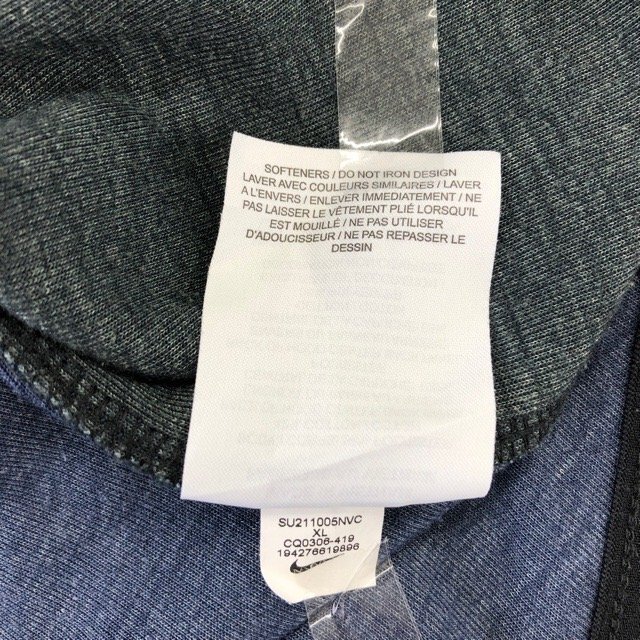 SOFTENERS / DO NOT IRON DESIGN
LAVER AVEC COULEURS SIMILAIRES / LAVER
A L'ENVERS / ENLEVER IMMEDIATEMENT / NE
PAS LAISSER LE VÊTEMENT PLIÉ LORSQU'IL
EST MOUILLÉ / NE PAS UTILISER
D'ADOUCISSEUR / NE PAS REPASSER LE
DESSIN
SU211005NVC
XL
CQ0306-419
194276619896